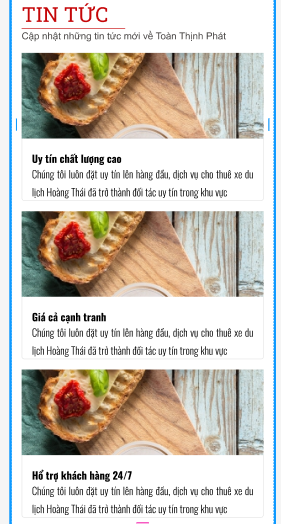 TIN TỨC
Cập nhật những tin tức mới về Toàn Thịnh Phát
Uy tín chất lượng cao
Chúng tôi luôn đặt uy tín lên hàng đầu, dịch vụ cho thuê xe du
lịch Hoàng Thái đã trở thành đối tác uy tín trong khu vực
Giá cả cạnh tranh
Chúng tôi luôn đặt uy tín lên hàng đầu, dịch vụ cho thuê xe du
lịch Hoàng Thái đã trở thành đối tác uy tín trong khu vực
Hổ trợ khách hàng 24/7
Chúng tôi luôn đặt uy tín lên hàng đầu, dịch vụ cho thuê xe du
lịch Hoàng Thái đã trở thành đối tác uy tín trong khu vực